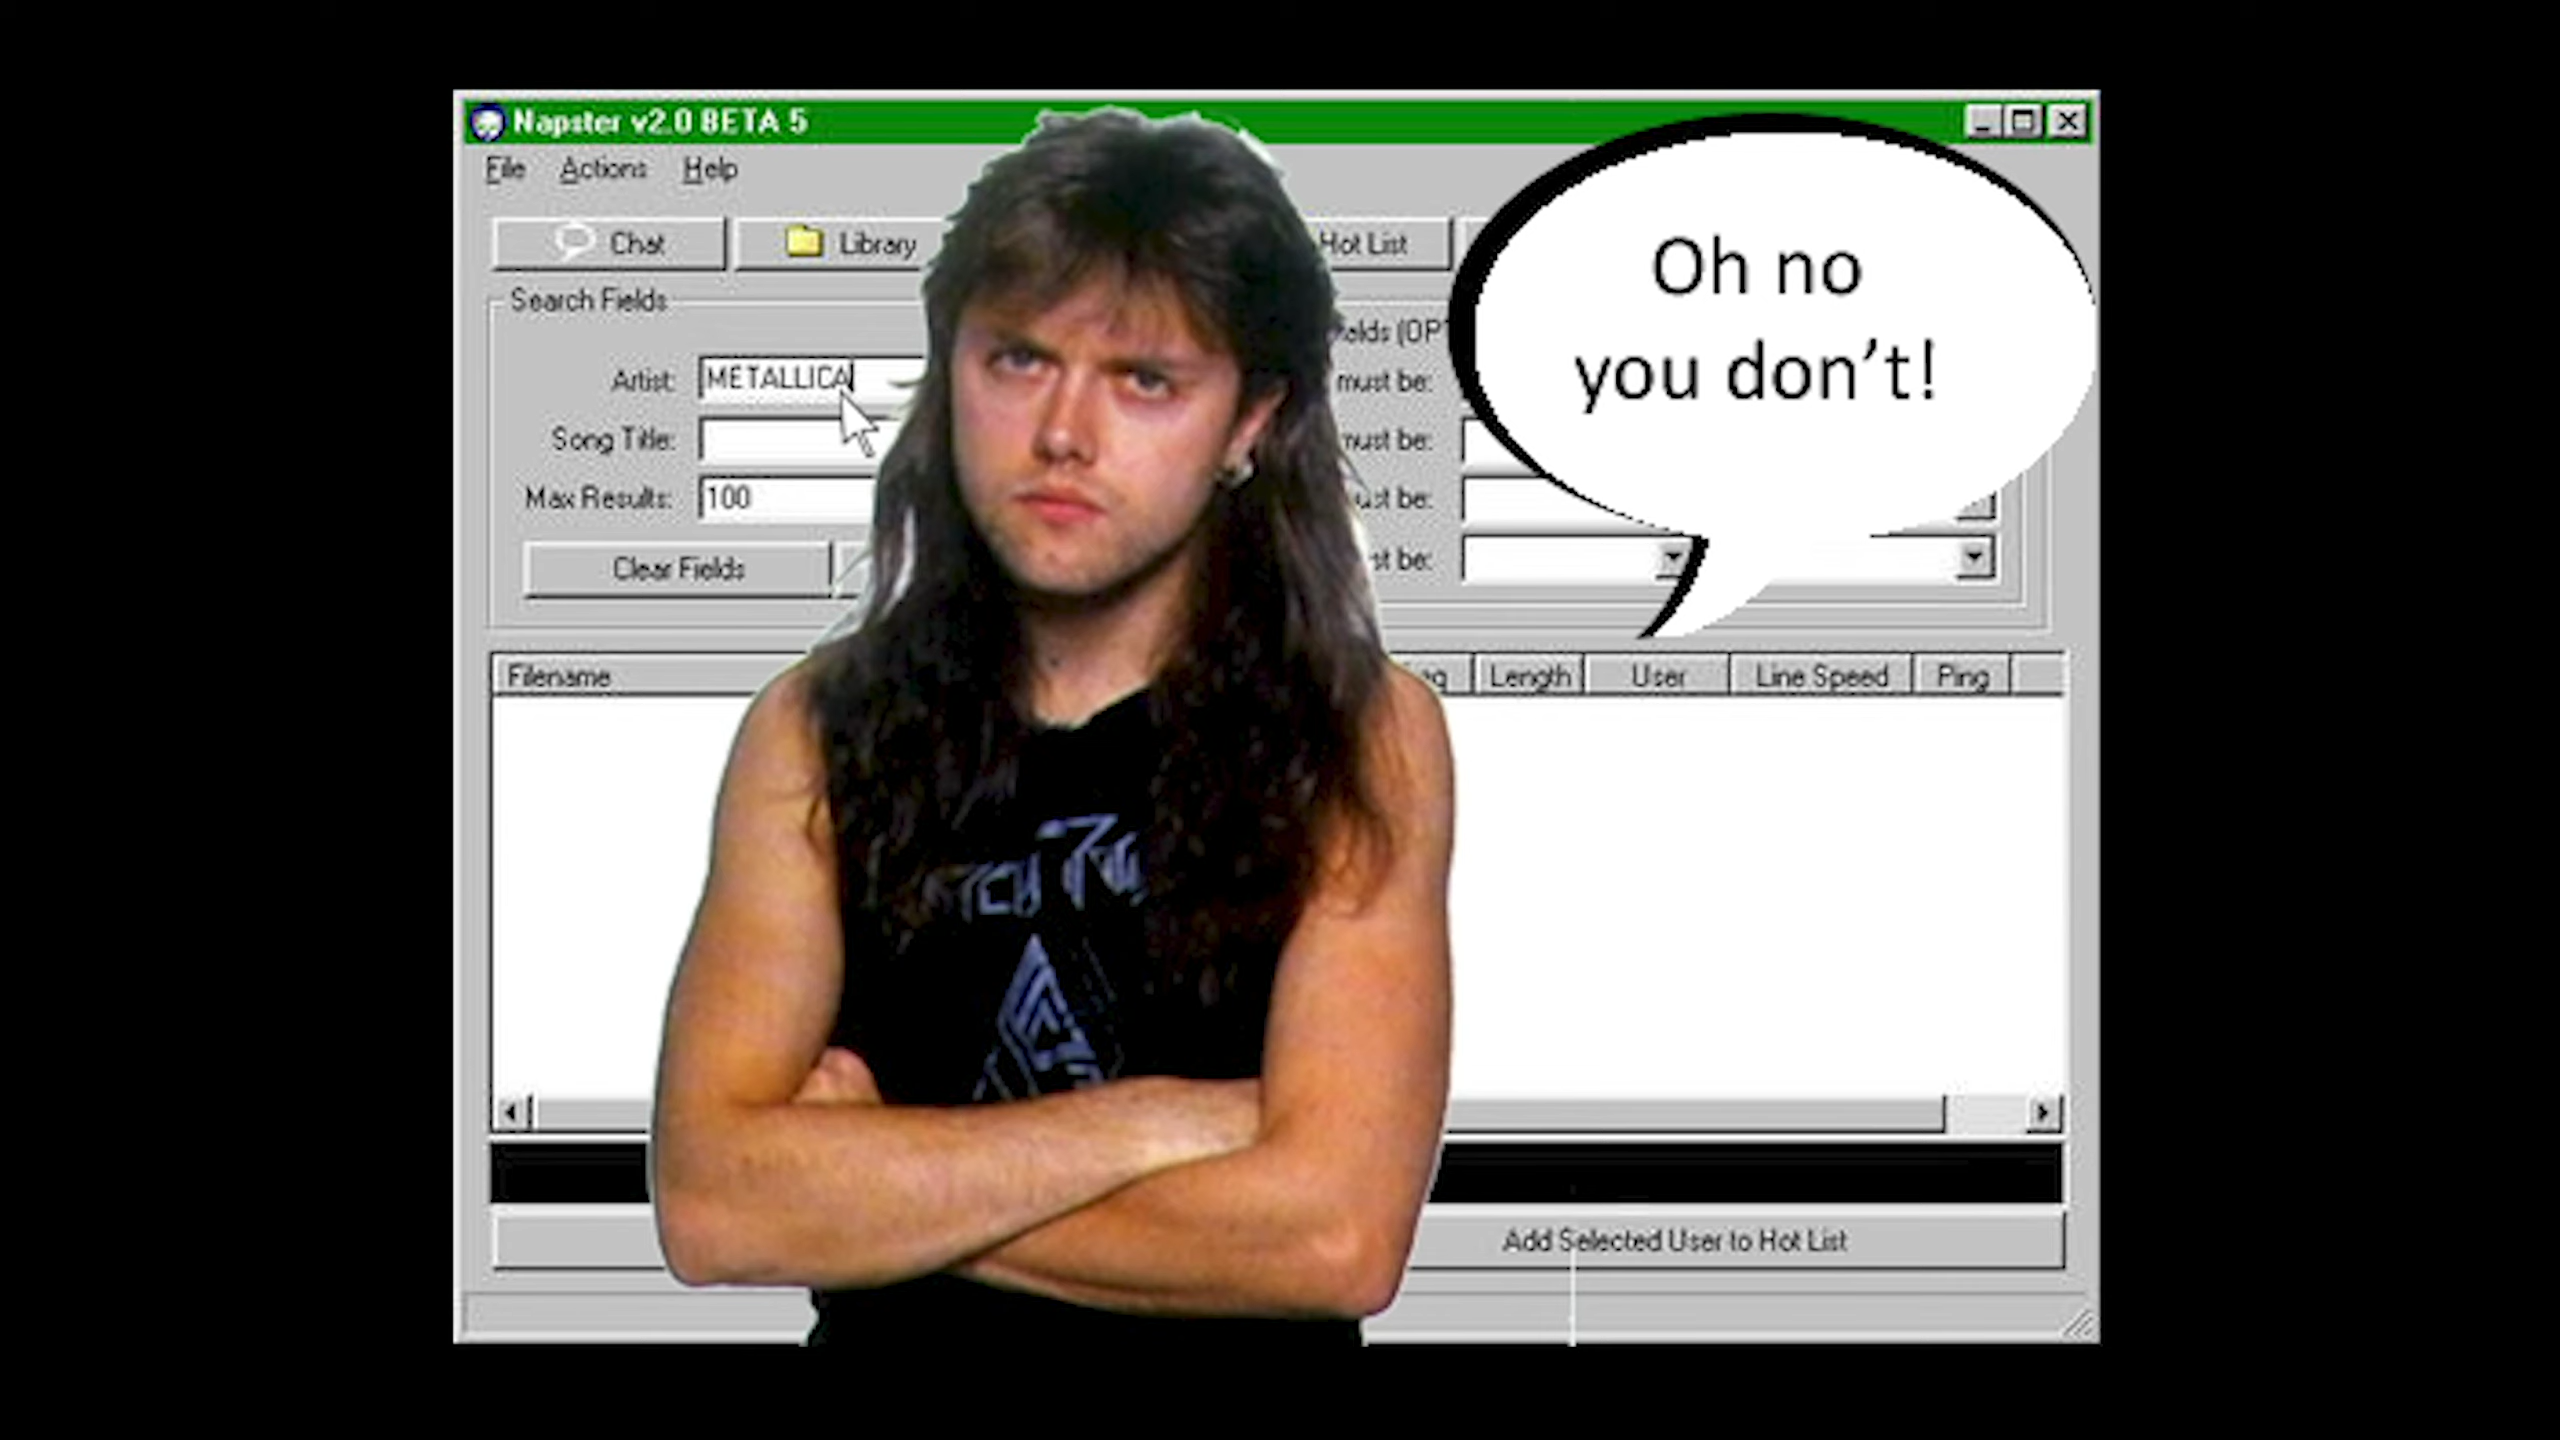 Napster v2.0 BETA 5
File Actions Help
Chat Library Hot List
Oh no
you don't!
Search Fields
Artist: METALLICA must be:
Song Title: must be:
Max Results: 100 be:
Clear Fields be:
Filename Length User Line Speed Ping
Add Selected User to Hot List